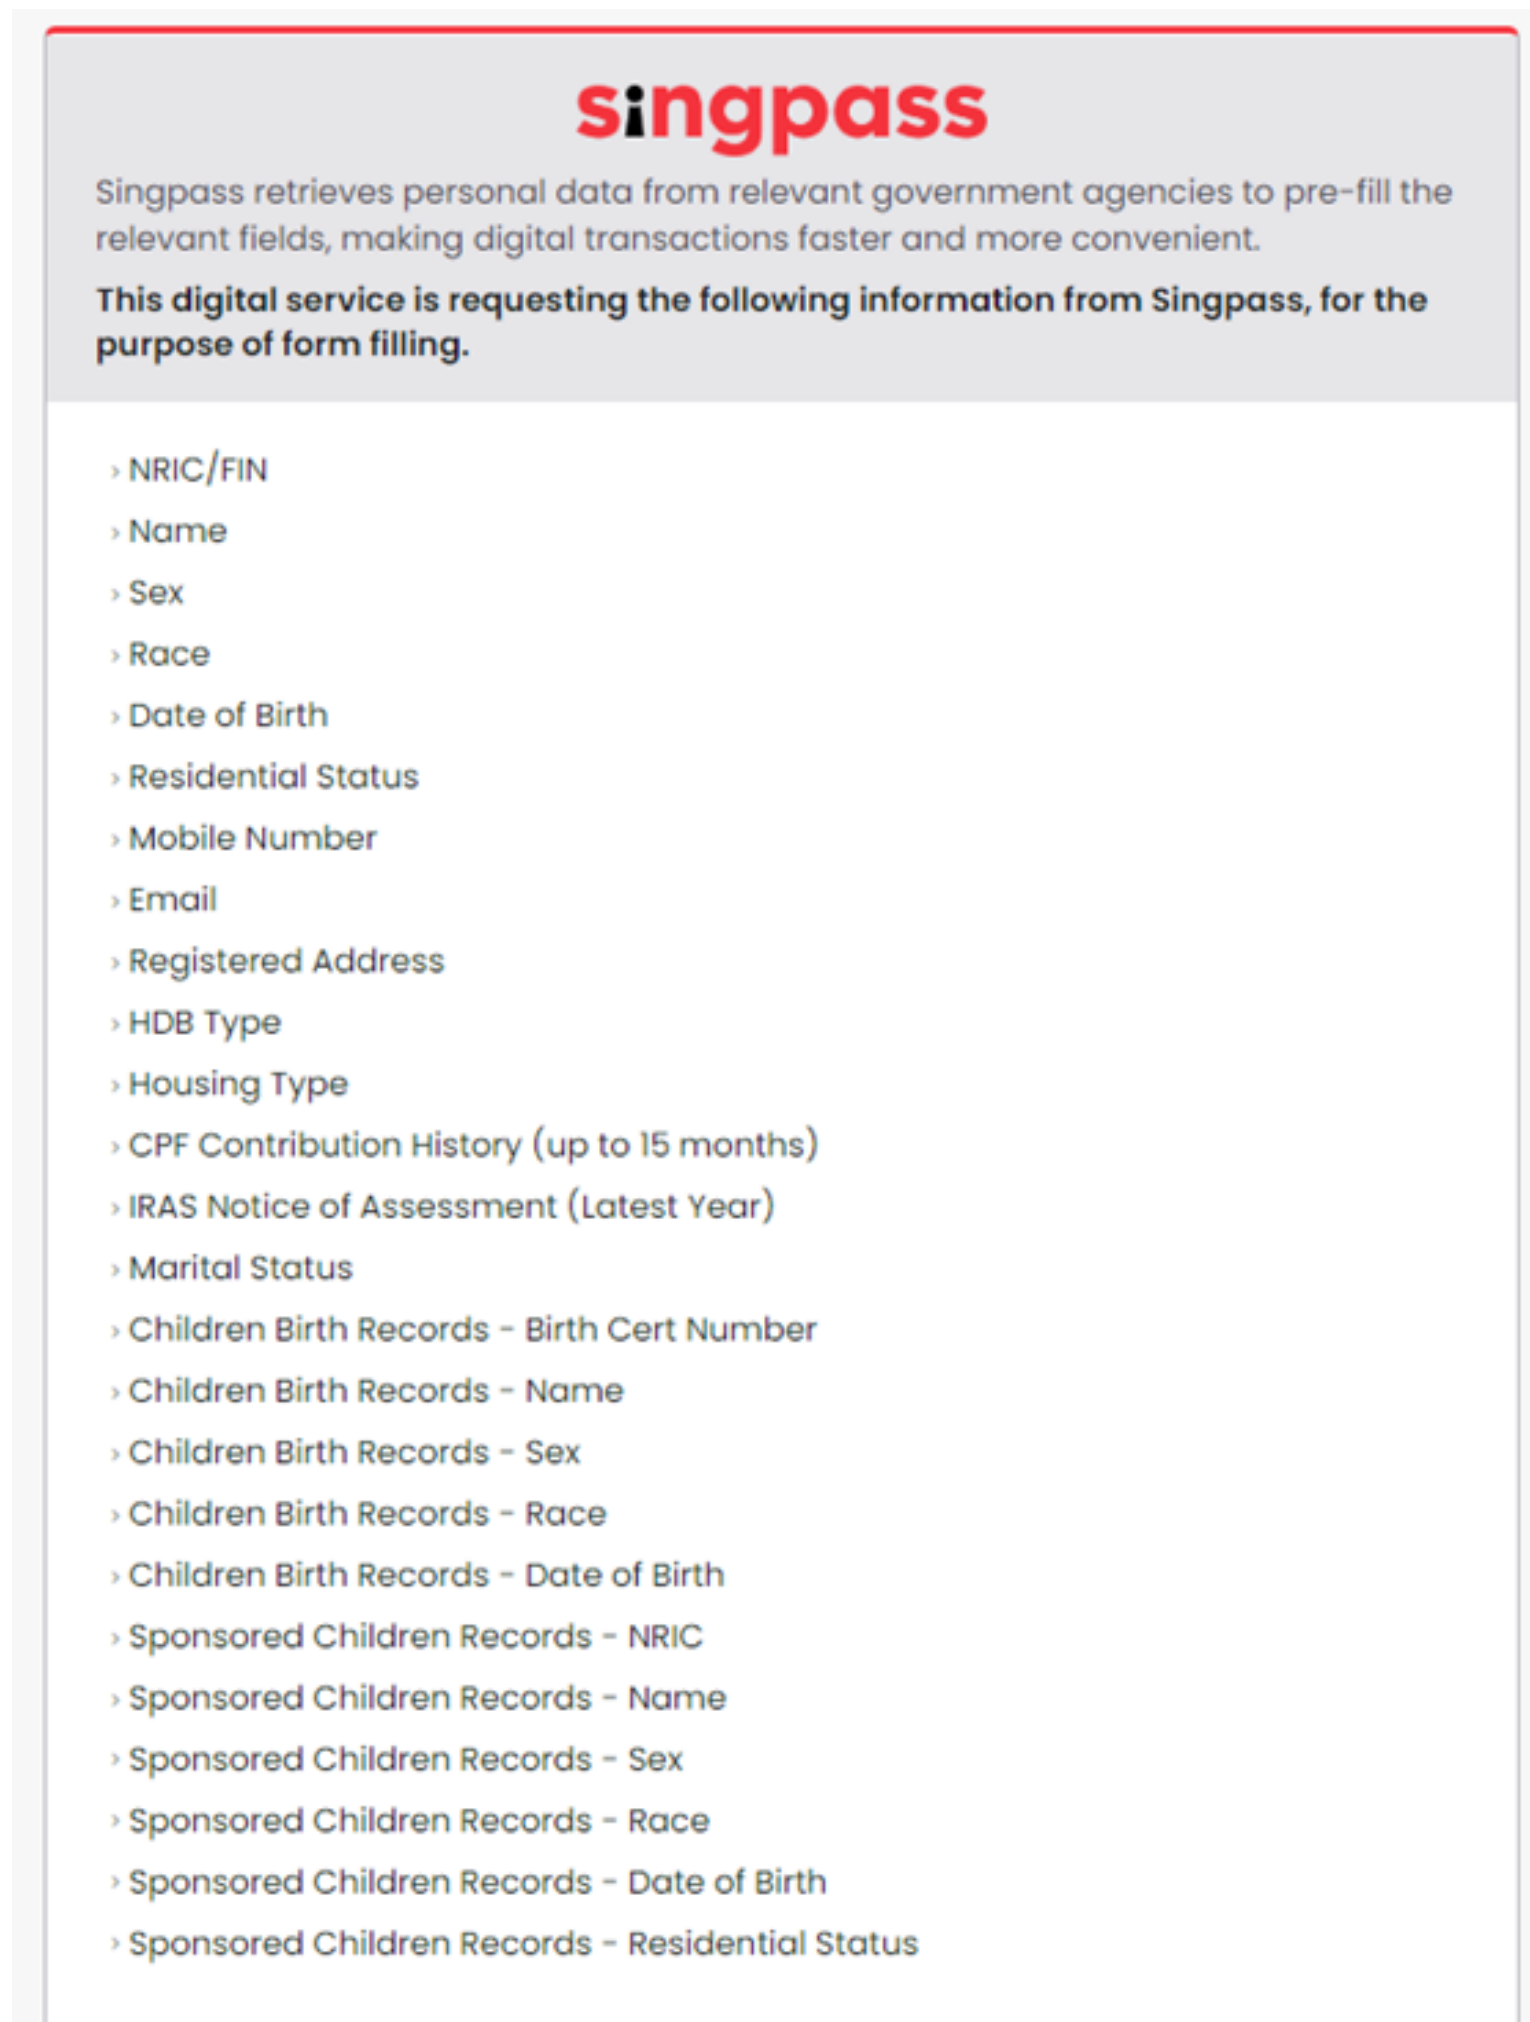 singpass
Singpass retrieves personal data from relevant government agencies to pre-fill the
relevant fields, making digital transactions faster and more convenient.
This digital service is requesting the following information from Singpass, for the
purpose of form filling.
› NRIC/FIN
› Name
› Sex
› Race
› Date of Birth
› Residential Status
› Mobile Number
› Email
› Registered Address
› HDB Type
› Housing Type
› CPF Contribution History (up to 15 months)
› IRAS Notice of Assessment (Latest Year)
› Marital Status
› Children Birth Records - Birth Cert Number
› Children Birth Records - Name
› Children Birth Records - Sex
› Children Birth Records - Race
› Children Birth Records - Date of Birth
› Sponsored Children Records - NRIC
› Sponsored Children Records - Name
› Sponsored Children Records - Sex
› Sponsored Children Records - Race
› Sponsored Children Records - Date of Birth
› Sponsored Children Records - Residential Status